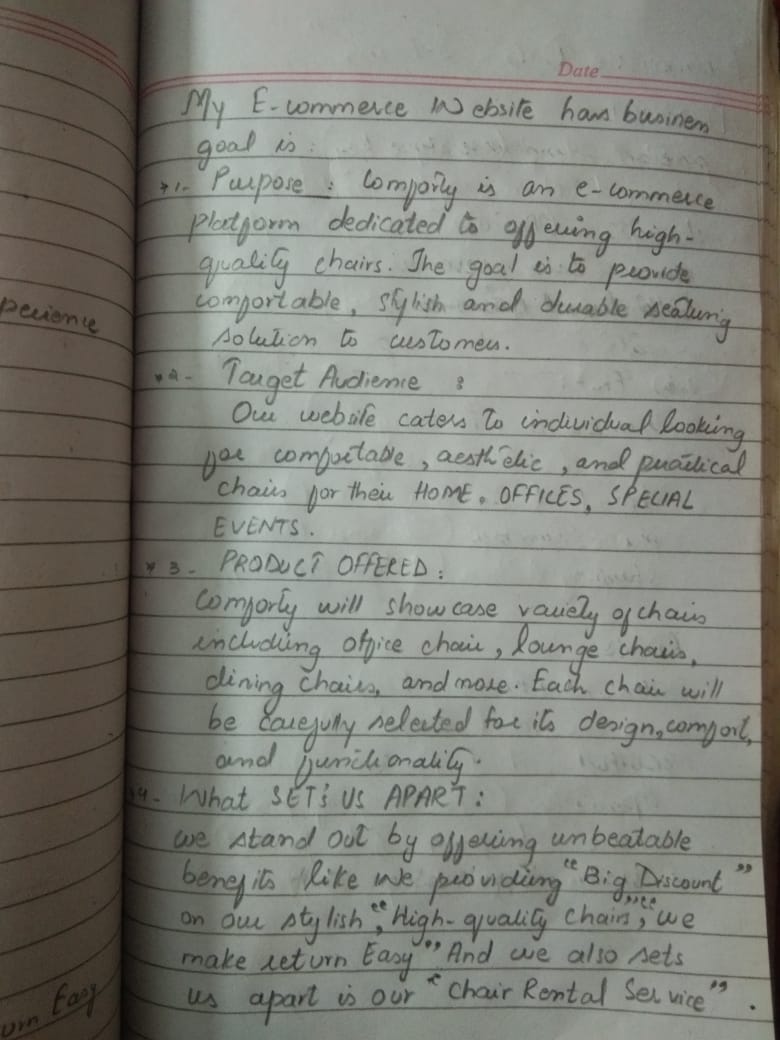 Date
My E-commerce Website has business
goal is :
*1- Purpose : Comforty is an e-commerce
platform dedicated to offering high-
quality chairs. The goal is to provide
comfortable, stylish and durable seating
solution to customers.
*2- Target Audience :
Our website caters to individual looking
for comfortable, aesthetic, and practical
chairs for their HOME, OFFICES, SPECIAL
EVENTS.
*3- PRODUCT OFFERED :
Comforty will showcase variety of chairs
including office chair, lounge chairs,
dining chairs, and more. Each chair will
be carefully selected for its design, comfort,
and functionality.
*4- What SET'S US APART :
we stand out by offering unbeatable
benefits like we providing "Big Discount"
on our stylish, "High-quality Chairs", "we
make return Easy" And we also sets
us apart is our "Chair Rental Service".
perience
urn Easy